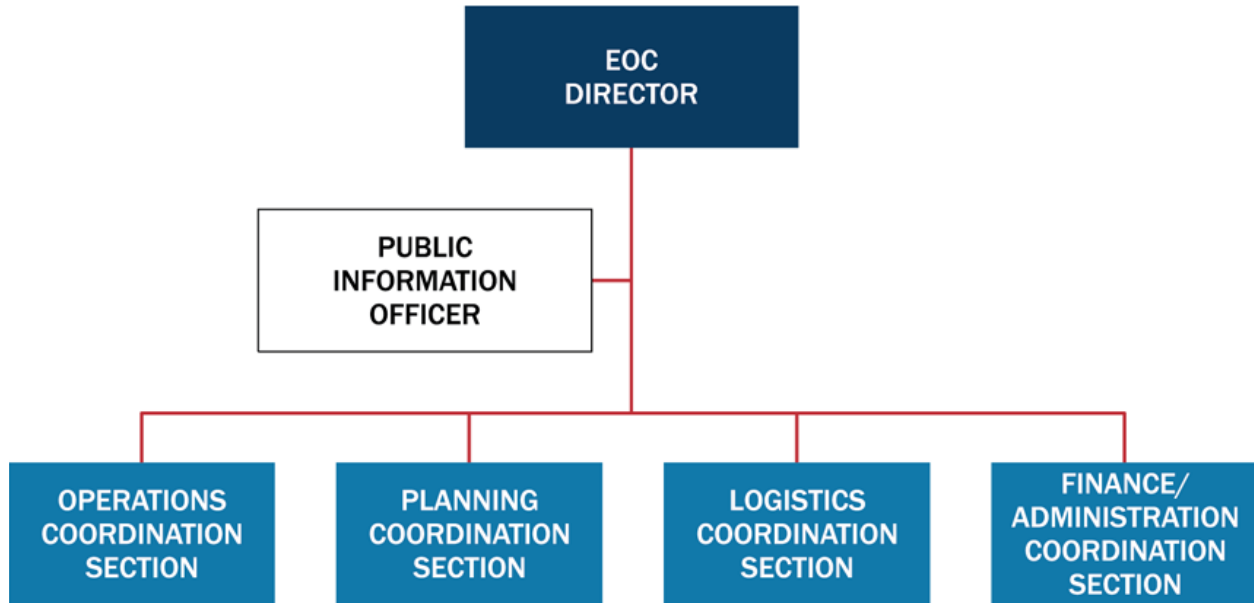 EOC
DIRECTOR
PUBLIC
INFORMATION
OFFICER
OPERATIONS
COORDINATION
SECTION
PLANNING
COORDINATION
SECTION
LOGISTICS
COORDINATION
SECTION
FINANCE/
ADMINISTRATION
COORDINATION
SECTION